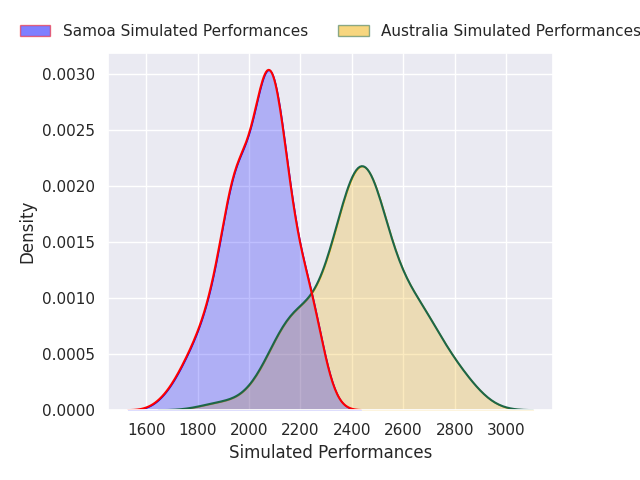 Samoa Simulated Performances Australia Simulated Performances
0.0030
0.0025
0.0020
0.0015
0.0010
0.0005
0.0000
Density
1600 1800 2000 2200 2400 2600 2800 3000
Simulated Performances